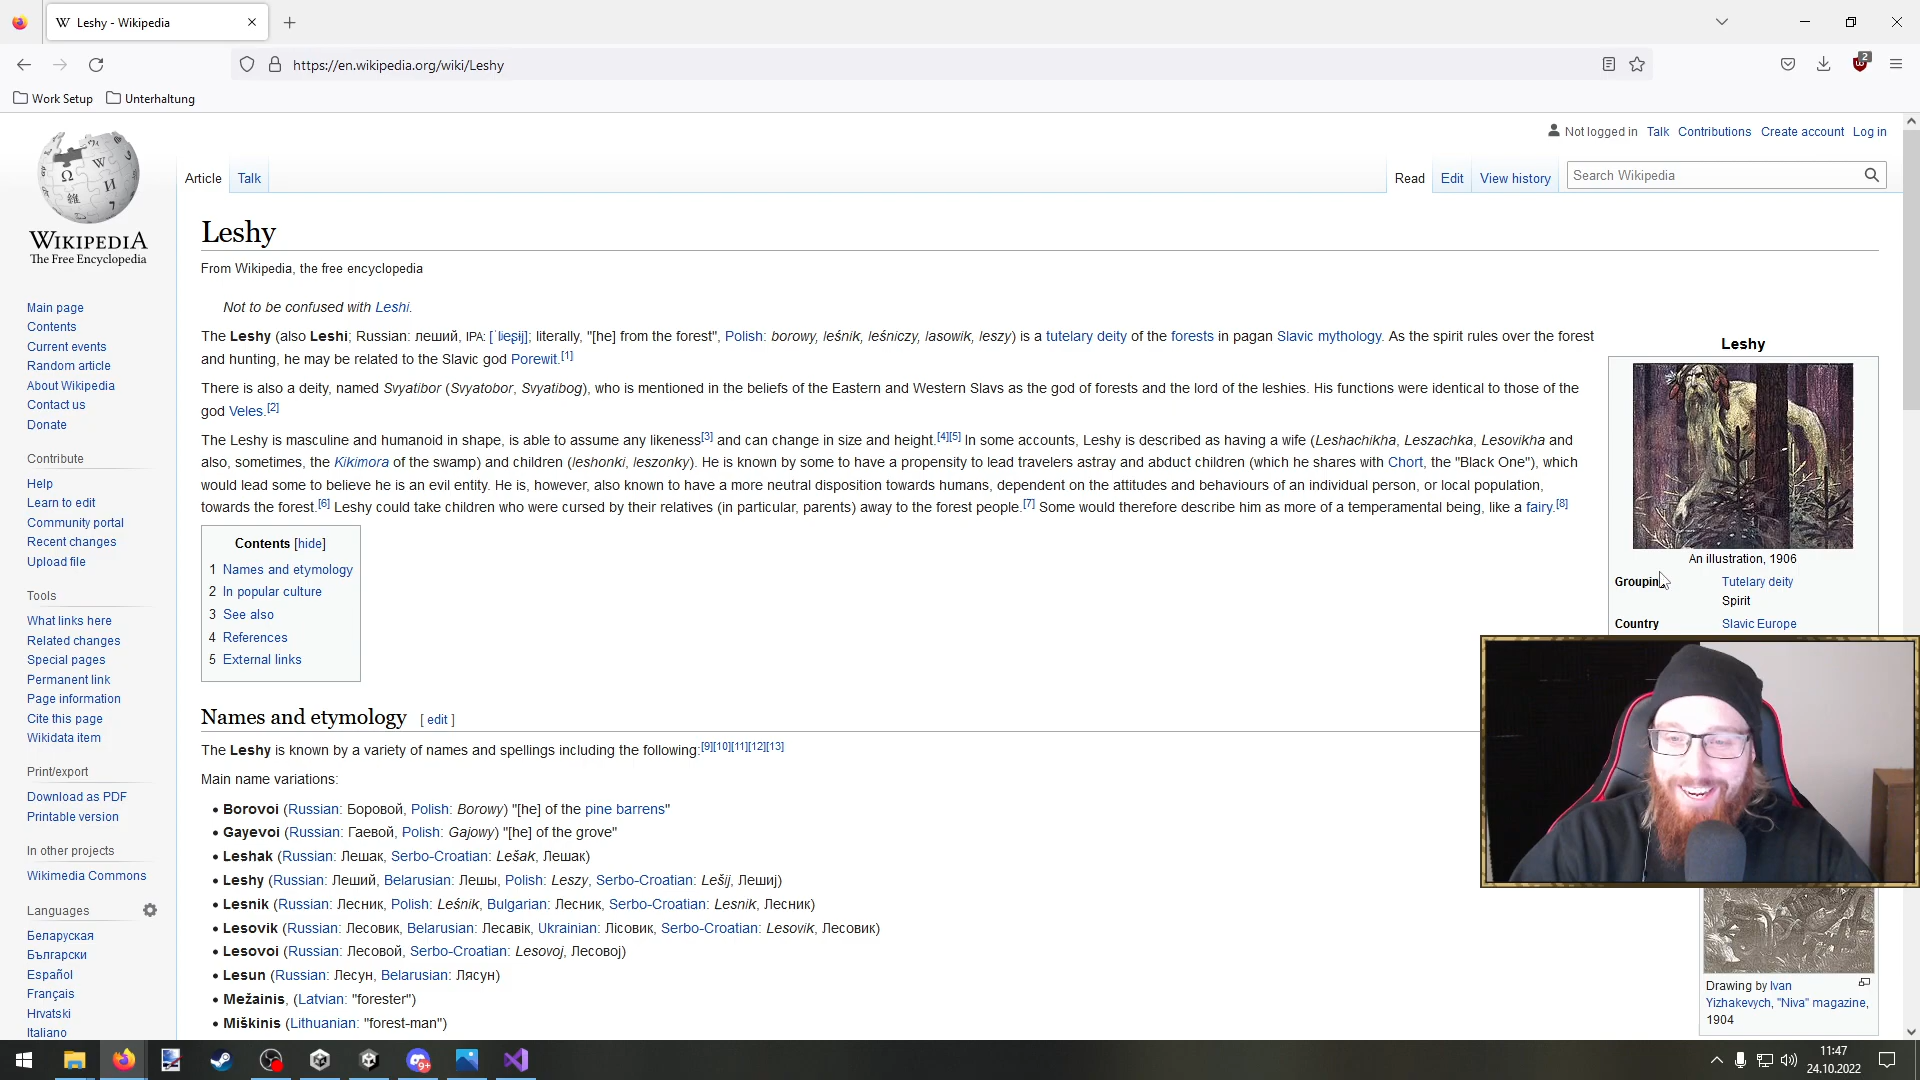 Leshy - Wikipedia
https://en.wikipedia.org/wiki/Leshy
2
Work Setup
Unterhaltung
Not logged in Talk Contributions Create account Log in
Article Talk
Read Edit View history
Search Wikipedia
WIKIPEDIA
The Free Encyclopedia
Main page
Contents
Current events
Random article
About Wikipedia
Contact us
Donate
Contribute
Help
Learn to edit
Community portal
Recent changes
Upload file
Tools
What links here
Related changes
Special pages
Permanent link
Page information
Cite this page
Wikidata item
Print/export
Download as PDF
Printable version
In other projects
Wikimedia Commons
Languages
Беларуская
Български
Español
Français
Hrvatski
Italiano
Leshy
From Wikipedia, the free encyclopedia
Not to be confused with Leshi.
The Leshy (also Leshi; Russian: леший, IPA: [ˈlʲeʂɨj]; literally, "[he] from the forest", Polish: borowy, leśnik, leśniczy, lasowik, leszy) is a tutelary deity of the forests in pagan Slavic mythology. As the spirit rules over the forest
and hunting, he may be related to the Slavic god Porewit.[1]
There is also a deity, named Svyatibor (Svyatobor, Svyatibog), who is mentioned in the beliefs of the Eastern and Western Slavs as the god of forests and the lord of the leshies. His functions were identical to those of the
god Veles.[2]
The Leshy is masculine and humanoid in shape, is able to assume any likeness[3] and can change in size and height.[4][5] In some accounts, Leshy is described as having a wife (Leshachikha, Leszachka, Lesovikha and
also, sometimes, the Kikimora of the swamp) and children (leshonki, leszonky). He is known by some to have a propensity to lead travelers astray and abduct children (which he shares with Chort, the "Black One"), which
would lead some to believe he is an evil entity. He is, however, also known to have a more neutral disposition towards humans, dependent on the attitudes and behaviours of an individual person, or local population,
towards the forest.[6] Leshy could take children who were cursed by their relatives (in particular, parents) away to the forest people.[7] Some would therefore describe him as more of a temperamental being, like a fairy.[8]
Contents [hide]
1 Names and etymology
2 In popular culture
3 See also
4 References
5 External links
Names and etymology [ edit ]
The Leshy is known by a variety of names and spellings including the following:[9][10][11][12][13]
Main name variations:
• Borovoi (Russian: Боровой, Polish: Borowy) "[he] of the pine barrens"
• Gayevoi (Russian: Гаевой, Polish: Gajowy) "[he] of the grove"
• Leshak (Russian: Лешак, Serbo-Croatian: Lešak, Лешак)
• Leshy (Russian: Леший, Belarusian: Лешы, Polish: Leszy, Serbo-Croatian: Lešij, Лешиј)
• Lesnik (Russian: Лесник, Polish: Leśnik, Bulgarian: Лесник, Serbo-Croatian: Lesnik, Лесник)
• Lesovik (Russian: Лесовик, Belarusian: Лесавік, Ukrainian: Лісовик, Serbo-Croatian: Lesovik, Лесовик)
• Lesovoi (Russian: Лесовой, Serbo-Croatian: Lesovoj, Лесовој)
• Lesun (Russian: Лесун, Belarusian: Лясун)
• Mežainis, (Latvian: "forester")
• Miškinis (Lithuanian: "forest-man")
Leshy
An illustration, 1906
Grouping Tutelary deity
Spirit
Country Slavic Europe
Drawing by Ivan
Yizhakevych, "Niva" magazine,
1904
9+
11:47
24.10.2022